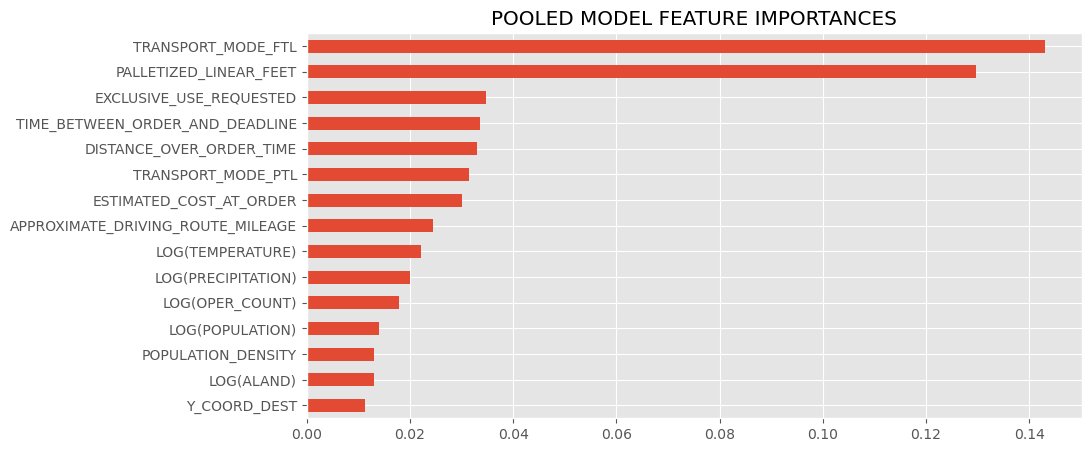 POOLED MODEL FEATURE IMPORTANCES
TRANSPORT_MODE_FTL
PALLETIZED_LINEAR_FEET
EXCLUSIVE_USE_REQUESTED
TIME_BETWEEN_ORDER_AND_DEADLINE
DISTANCE_OVER_ORDER_TIME
TRANSPORT_MODE_PTL
ESTIMATED_COST_AT_ORDER
APPROXIMATE_DRIVING_ROUTE_MILEAGE
LOG(TEMPERATURE)
LOG(PRECIPITATION)
LOG(OPER_COUNT)
LOG(POPULATION)
POPULATION_DENSITY
LOG(ALAND)
Y_COORD_DEST
0.00 0.02 0.04 0.06 0.08 0.10 0.12 0.14